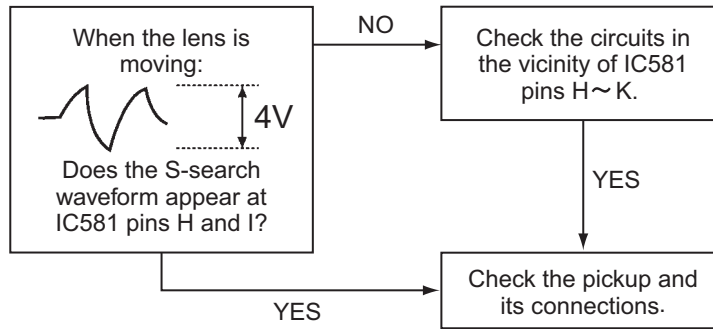 When the lens is
moving:
4V
Does the S-search
waveform appear at
IC581 pins H and I?
NO
Check the circuits in
the vicinity of IC581
pins H~K.
YES
YES
Check the pickup and
its connections.